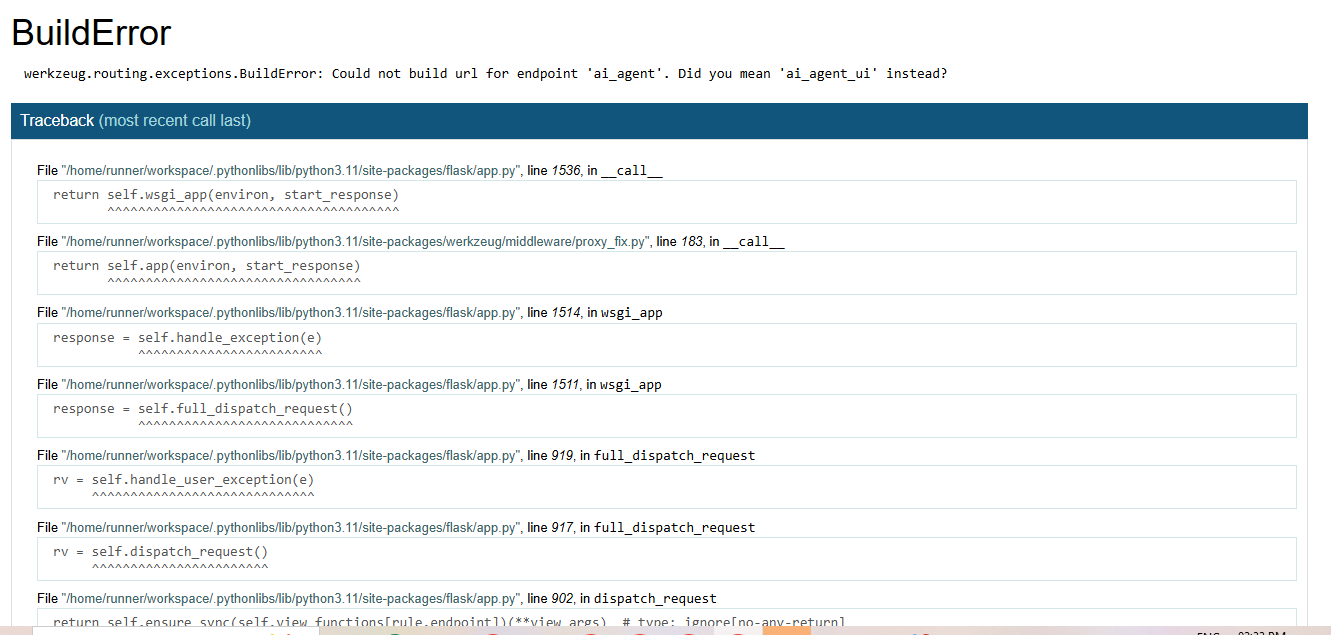 BuildError
werkzeug.routing.exceptions.BuildError: Could not build url for endpoint 'ai_agent'. Did you mean 'ai_agent_ui' instead?
Traceback (most recent call last)
File "/home/runner/workspace/.pythonlibs/lib/python3.11/site-packages/flask/app.py", line 1536, in __call__
return self.wsgi_app(environ, start_response)
^^^^^^^^^^^^^^^^^^^^^^^^^^^^^^^^^^^^^^
File "/home/runner/workspace/.pythonlibs/lib/python3.11/site-packages/werkzeug/middleware/proxy_fix.py", line 183, in __call__
return self.app(environ, start_response)
^^^^^^^^^^^^^^^^^^^^^^^^^^^^^^^^^
File "/home/runner/workspace/.pythonlibs/lib/python3.11/site-packages/flask/app.py", line 1514, in wsgi_app
response = self.handle_exception(e)
^^^^^^^^^^^^^^^^^^^^^^^^
File "/home/runner/workspace/.pythonlibs/lib/python3.11/site-packages/flask/app.py", line 1511, in wsgi_app
response = self.full_dispatch_request()
^^^^^^^^^^^^^^^^^^^^^^^^^^^^
File "/home/runner/workspace/.pythonlibs/lib/python3.11/site-packages/flask/app.py", line 919, in full_dispatch_request
rv = self.handle_user_exception(e)
^^^^^^^^^^^^^^^^^^^^^^^^^^^^^
File "/home/runner/workspace/.pythonlibs/lib/python3.11/site-packages/flask/app.py", line 917, in full_dispatch_request
rv = self.dispatch_request()
^^^^^^^^^^^^^^^^^^^^^^^
File "/home/runner/workspace/.pythonlibs/lib/python3.11/site-packages/flask/app.py", line 902, in dispatch_request
return self.ensure_sync(self.view_functions[rule.endpoint])(**view_args)  # type: ignore[no-any-return]